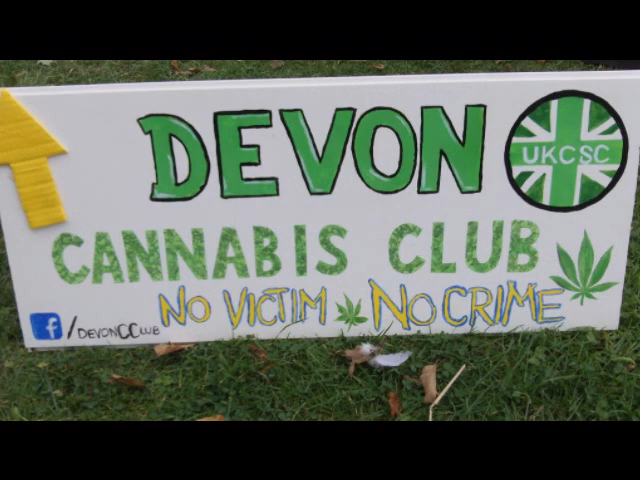 DEVON
UKCSC
CANNABIS CLUB
NO VICTIM NO CRIME
f/DEVONCCLUB